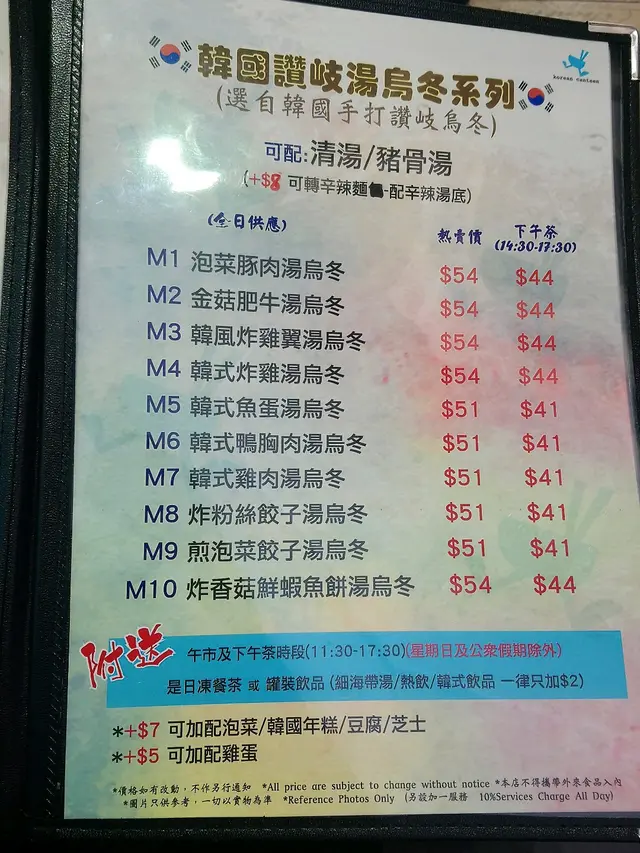 korean canteen
韓國讚岐湯烏冬系列
(選自韓國手打讚岐烏冬)
可配:清湯/豬骨湯
(+$8 可轉辛辣麵-配辛辣湯底)
(全日供應) 熱賣價 下午茶 (14:30-17:30)
M1 泡菜豚肉湯烏冬 $54 $44
M2 金菇肥牛湯烏冬 $54 $44
M3 韓風炸雞翼湯烏冬 $54 $44
M4 韓式炸雞湯烏冬 $54 $44
M5 韓式魚蛋湯烏冬 $51 $41
M6 韓式鴨胸肉湯烏冬 $51 $41
M7 韓式雞肉湯烏冬 $51 $41
M8 炸粉絲餃子湯烏冬 $51 $41
M9 煎泡菜餃子湯烏冬 $51 $41
M10 炸香菇鮮蝦魚餅湯烏冬 $54 $44
附送
午市及下午茶時段(11:30-17:30)(星期日及公眾假期除外)
是日凍餐茶 或 罐裝飲品 (細海帶湯/熱飲/韓式飲品 一律只加$2)
*+$7 可加配泡菜/韓國年糕/豆腐/芝士
*+$5 可加配雞蛋
*價格如有改動，不作另行通知 *All price are subject to change without notice *本店不得攜帶外來食品入內
*圖片只供參考，一切以實物為準 *Reference Photos Only (另設加一服務 10%Services Charge All Day)